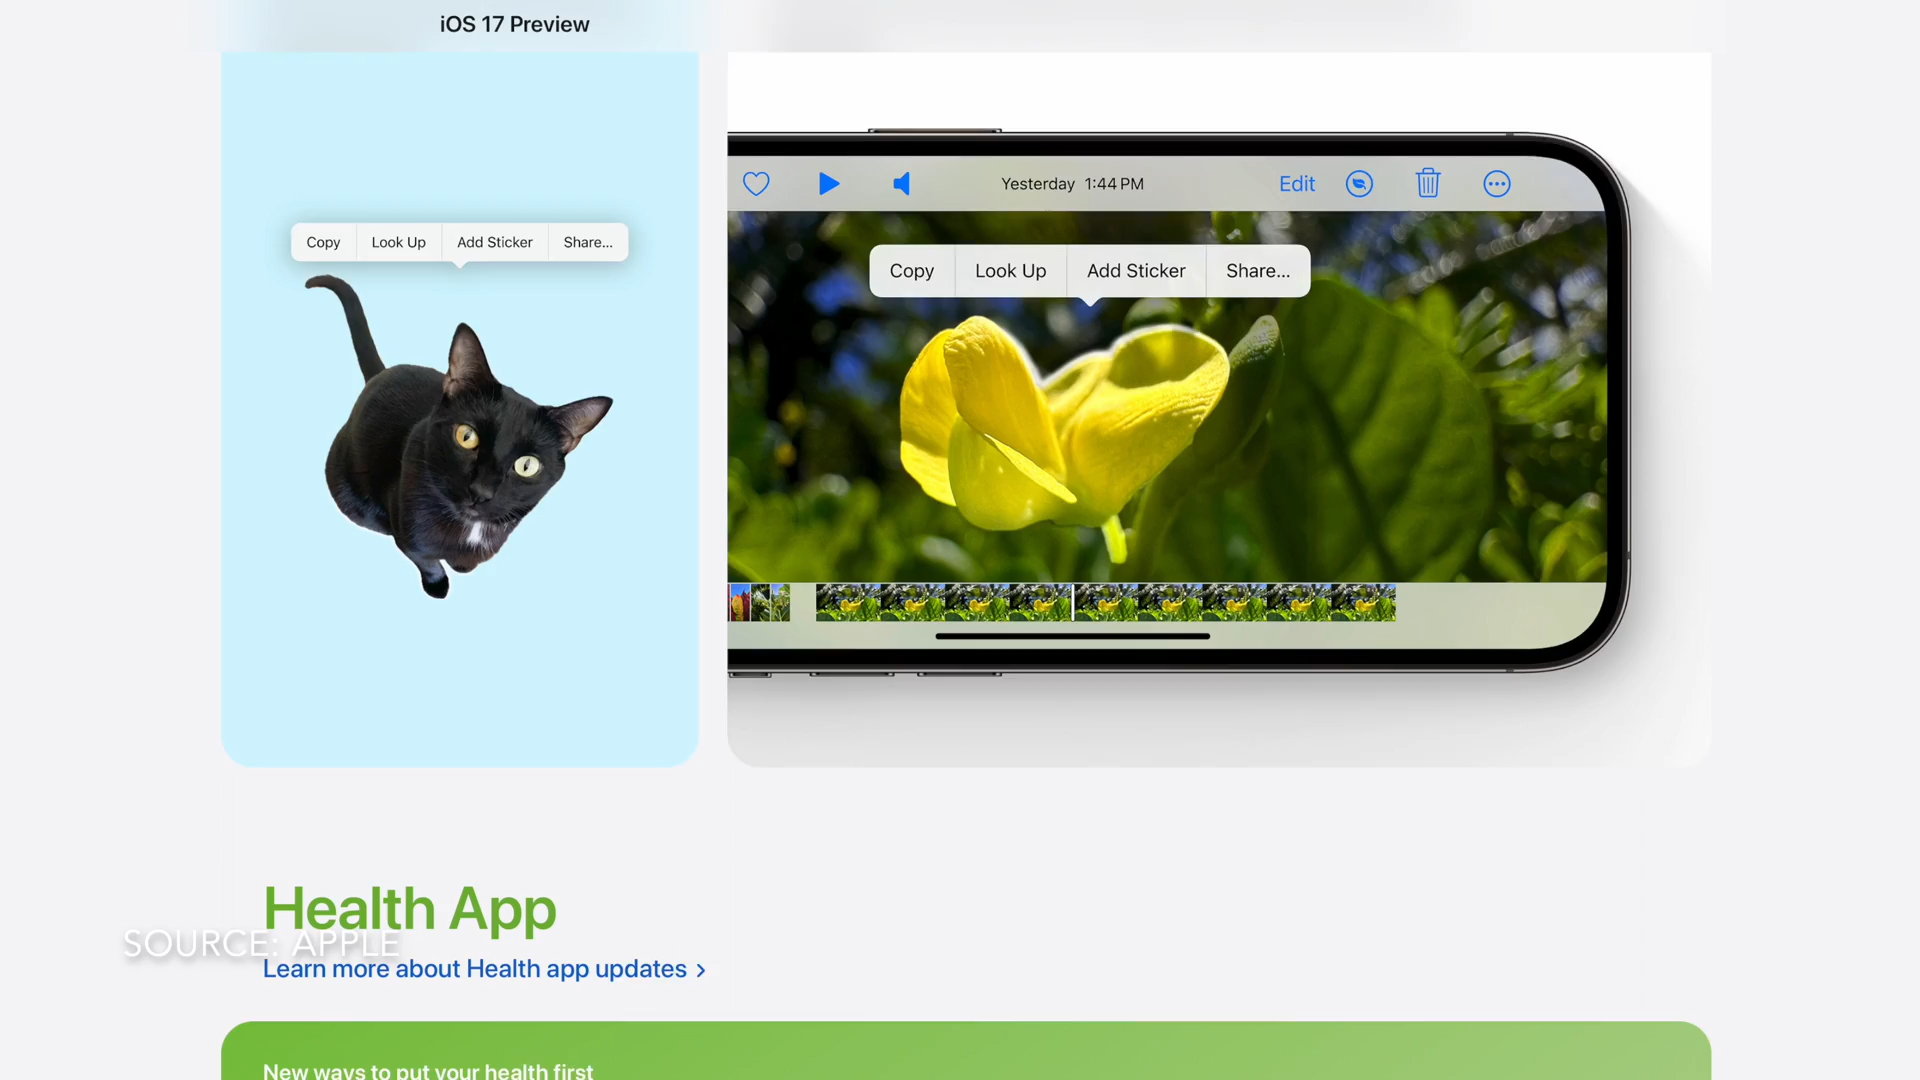 iOS 17 Preview
Copy Look Up Add Sticker Share...
Yesterday 1:44 PM Edit
Copy Look Up Add Sticker Share...
Health App
SOURCE: APPLE
Learn more about Health app updates >
New ways to put your health first